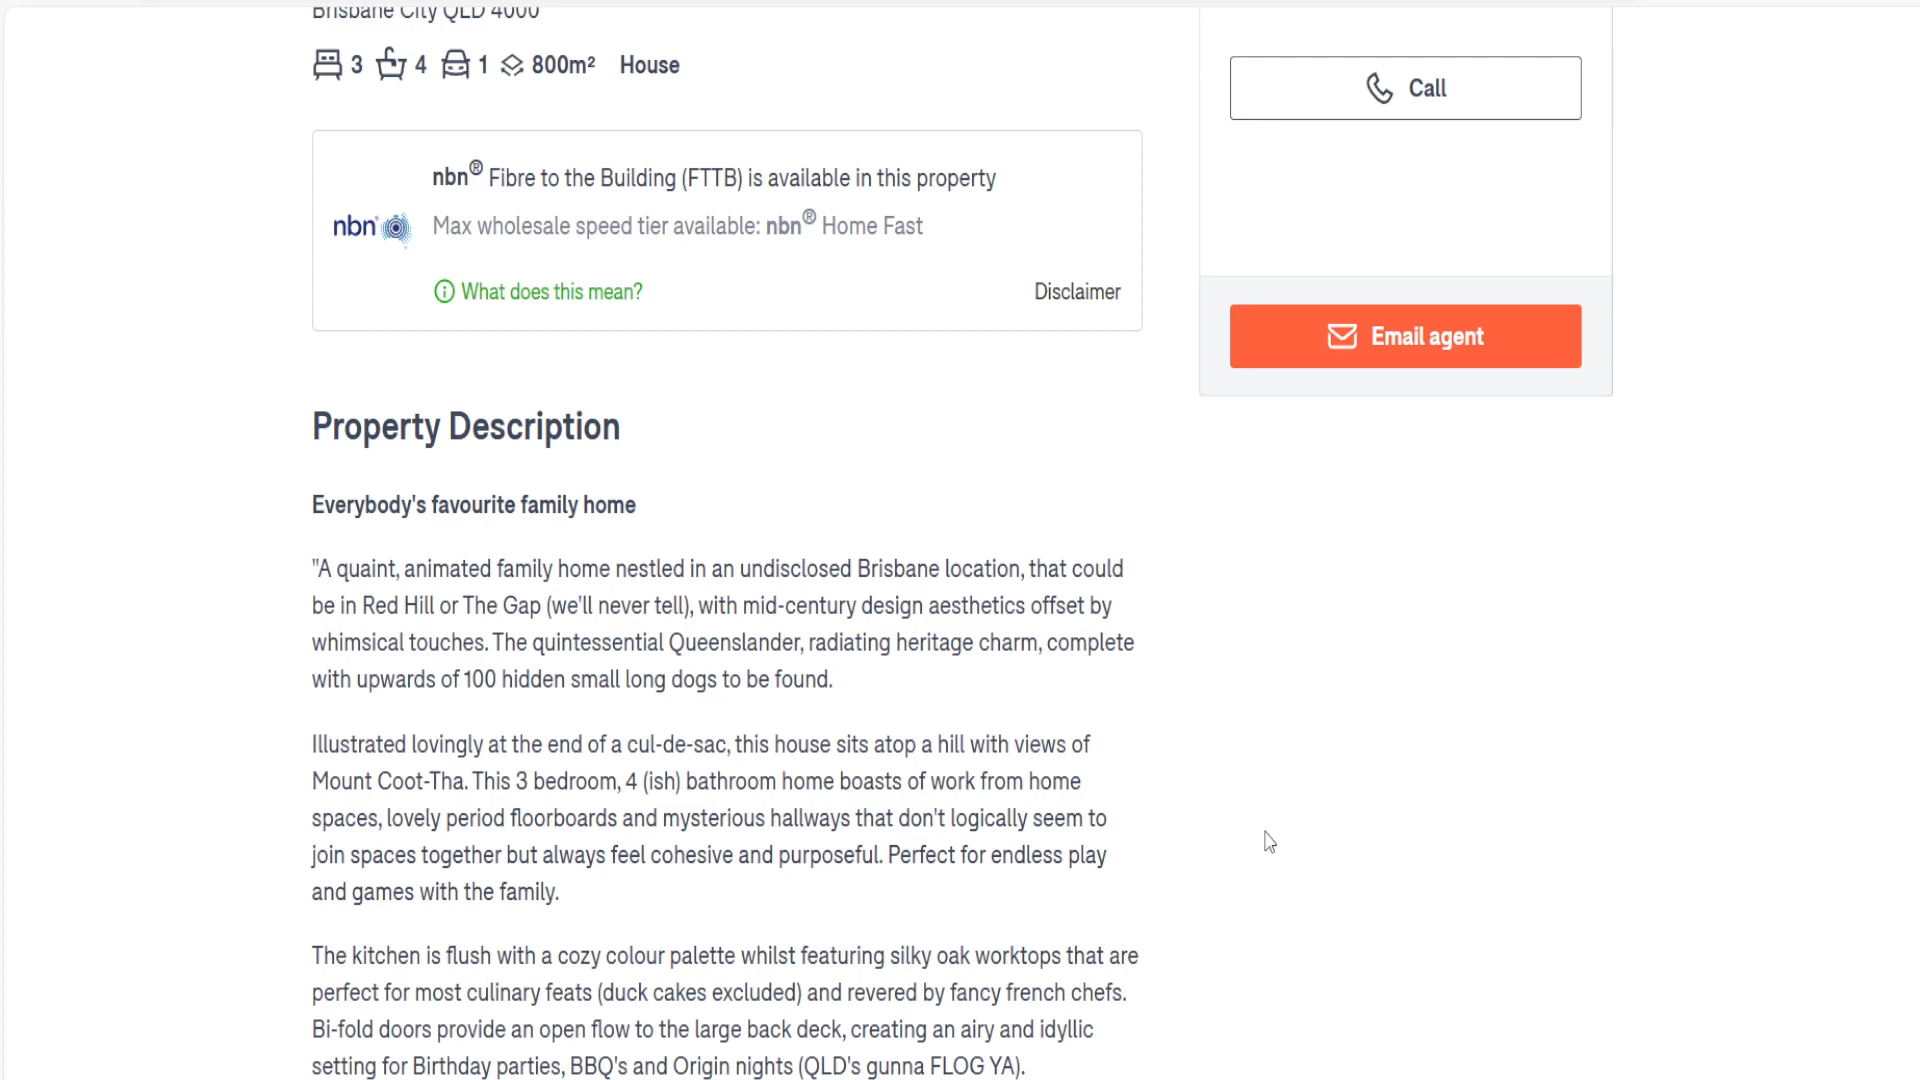 Brisbane City QLD 4000
3 4 1 800m² House
Call
nbn® Fibre to the Building (FTTB) is available in this property
nbn® Max wholesale speed tier available: nbn® Home Fast
What does this mean? Disclaimer
Email agent
Property Description
Everybody's favourite family home
"A quaint, animated family home nestled in an undisclosed Brisbane location, that could
be in Red Hill or The Gap (we'll never tell), with mid-century design aesthetics offset by
whimsical touches. The quintessential Queenslander, radiating heritage charm, complete
with upwards of 100 hidden small long dogs to be found.
Illustrated lovingly at the end of a cul-de-sac, this house sits atop a hill with views of
Mount Coot-Tha. This 3 bedroom, 4 (ish) bathroom home boasts of work from home
spaces, lovely period floorboards and mysterious hallways that don't logically seem to
join spaces together but always feel cohesive and purposeful. Perfect for endless play
and games with the family.
The kitchen is flush with a cozy colour palette whilst featuring silky oak worktops that are
perfect for most culinary feats (duck cakes excluded) and revered by fancy french chefs.
Bi-fold doors provide an open flow to the large back deck, creating an airy and idyllic
setting for Birthday parties, BBQ's and Origin nights (QLD's gunna FLOG YA).